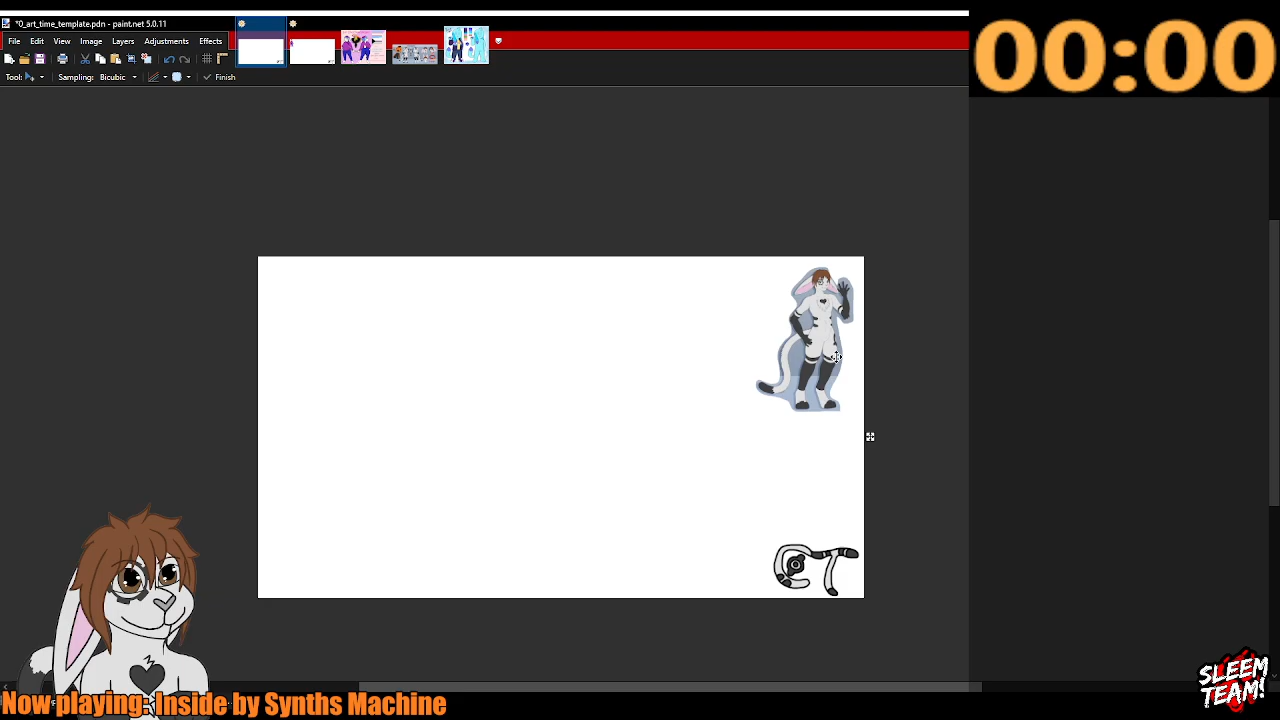 *0_art_time_template.pdn - paint.net 5.0.11
00:00
File Edit View Image Layers Adjustments Effects
Tool: Sampling: Bicubic Finish
CT
SLEEM TEAM!
Now playing: Inside by Synths Machine